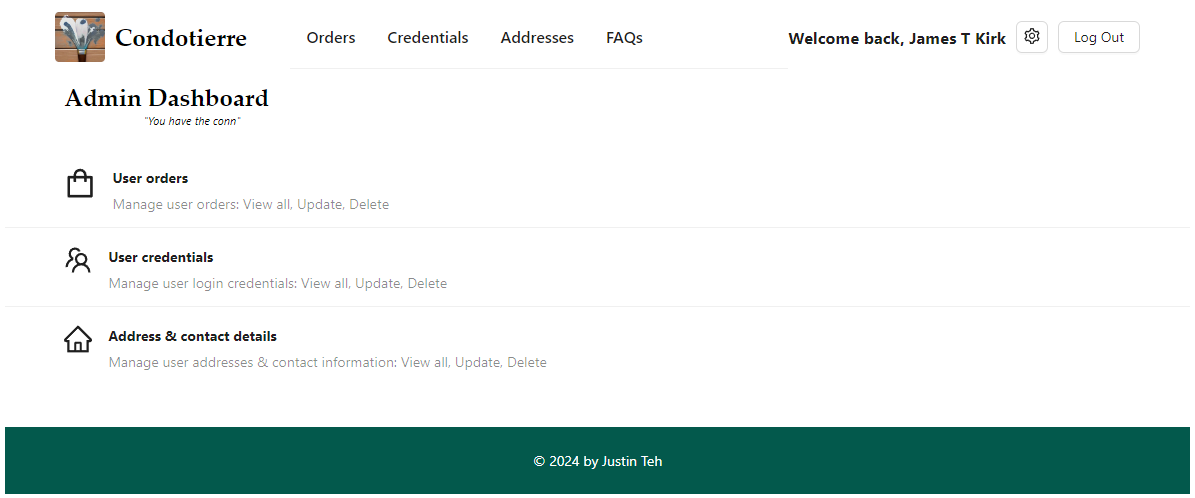 Condotierre
Orders Credentials Addresses FAQs
Welcome back, James T Kirk
Log Out
Admin Dashboard
"You have the conn"
User orders
Manage user orders: View all, Update, Delete
User credentials
Manage user login credentials: View all, Update, Delete
Address & contact details
Manage user addresses & contact information: View all, Update, Delete
© 2024 by Justin Teh